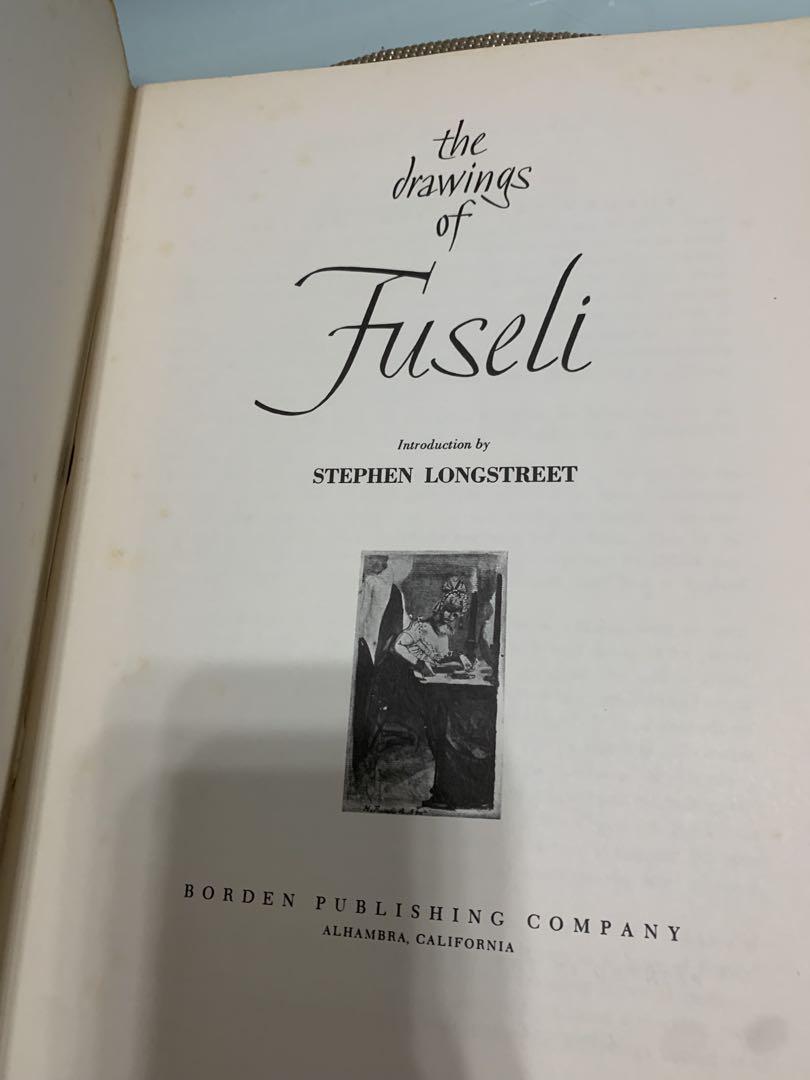 the
drawings
of
Fuseli
Introduction by
STEPHEN LONGSTREET
BORDEN PUBLISHING COMPANY
ALHAMBRA, CALIFORNIA